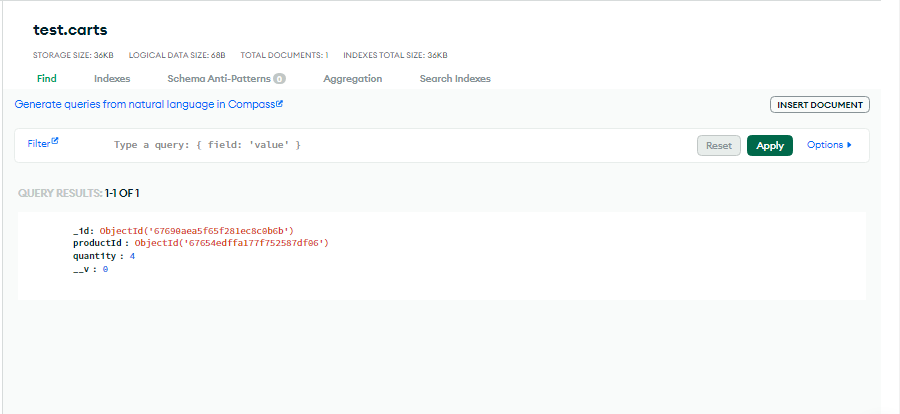 test.carts
STORAGE SIZE: 36KB LOGICAL DATA SIZE: 68B TOTAL DOCUMENTS: 1 INDEXES TOTAL SIZE: 36KB
Find Indexes Schema Anti-Patterns 0 Aggregation Search Indexes
Generate queries from natural language in Compass
INSERT DOCUMENT
Filter Type a query: { field: 'value' } Reset Apply Options
QUERY RESULTS: 1-1 OF 1
_id: ObjectId('67690aea5f65f281ec8c0b6b')
productId : ObjectId('67654edffa177f752587df06')
quantity : 4
__v : 0